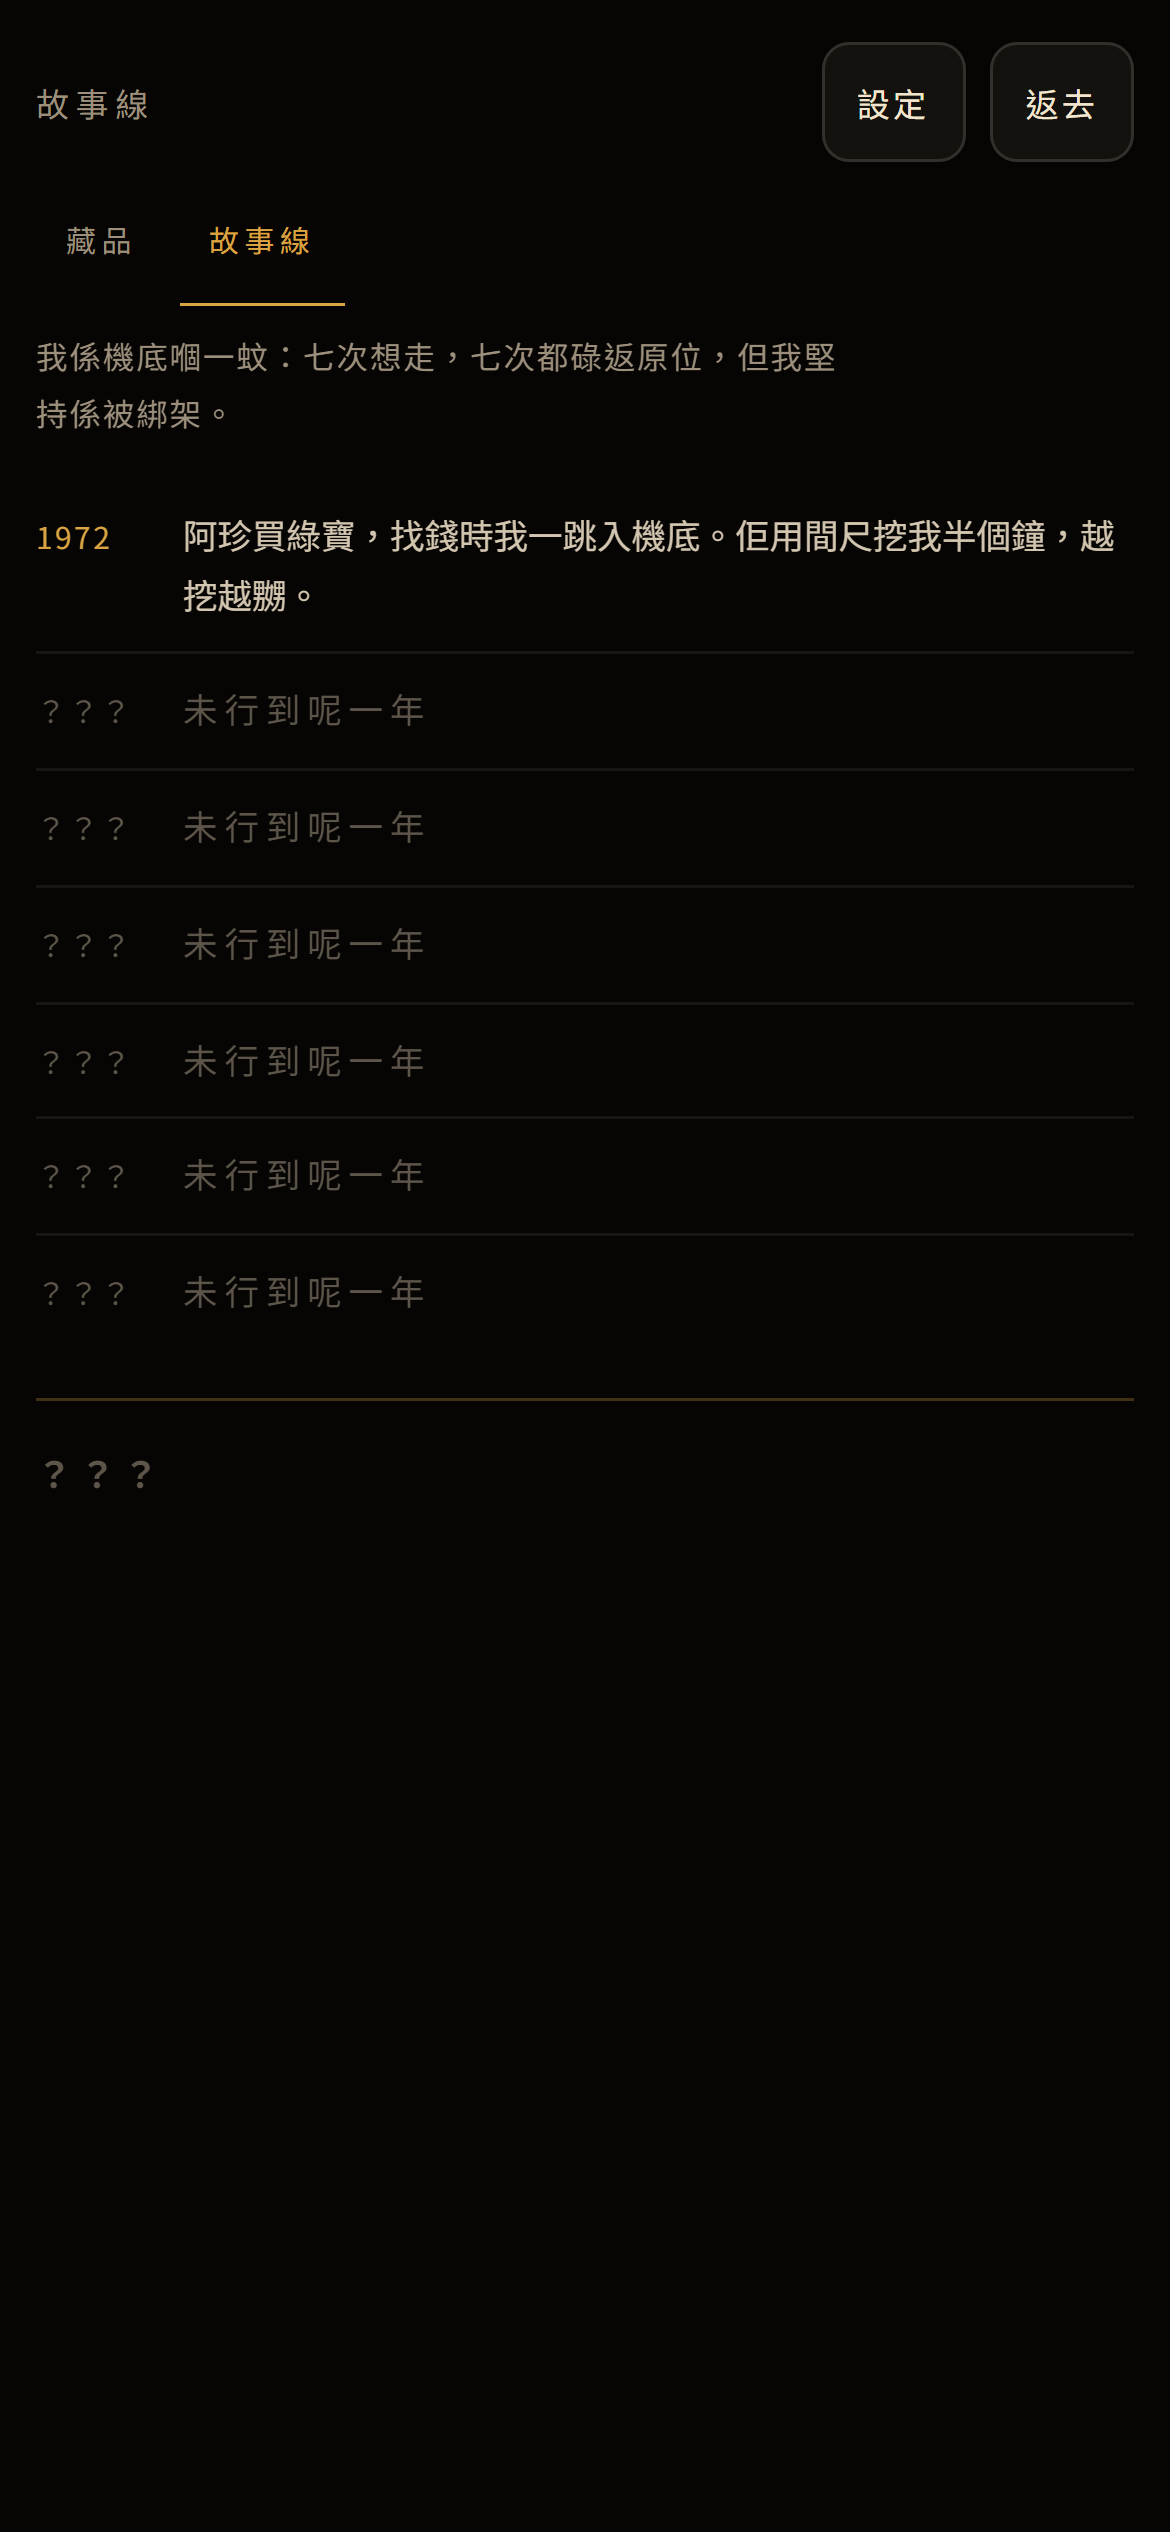 故事線
設定
返去
藏品
故事線
我係機底嗰一蚊：七次想走，七次都碌返原位，但我堅
持係被綁架。
1972
阿珍買綠寶，找錢時我一跳入機底。佢用間尺挖我半個鐘，越
挖越嬲。
？？？ 未行到呢一年
？？？ 未行到呢一年
？？？ 未行到呢一年
？？？ 未行到呢一年
？？？ 未行到呢一年
？？？ 未行到呢一年
？？？